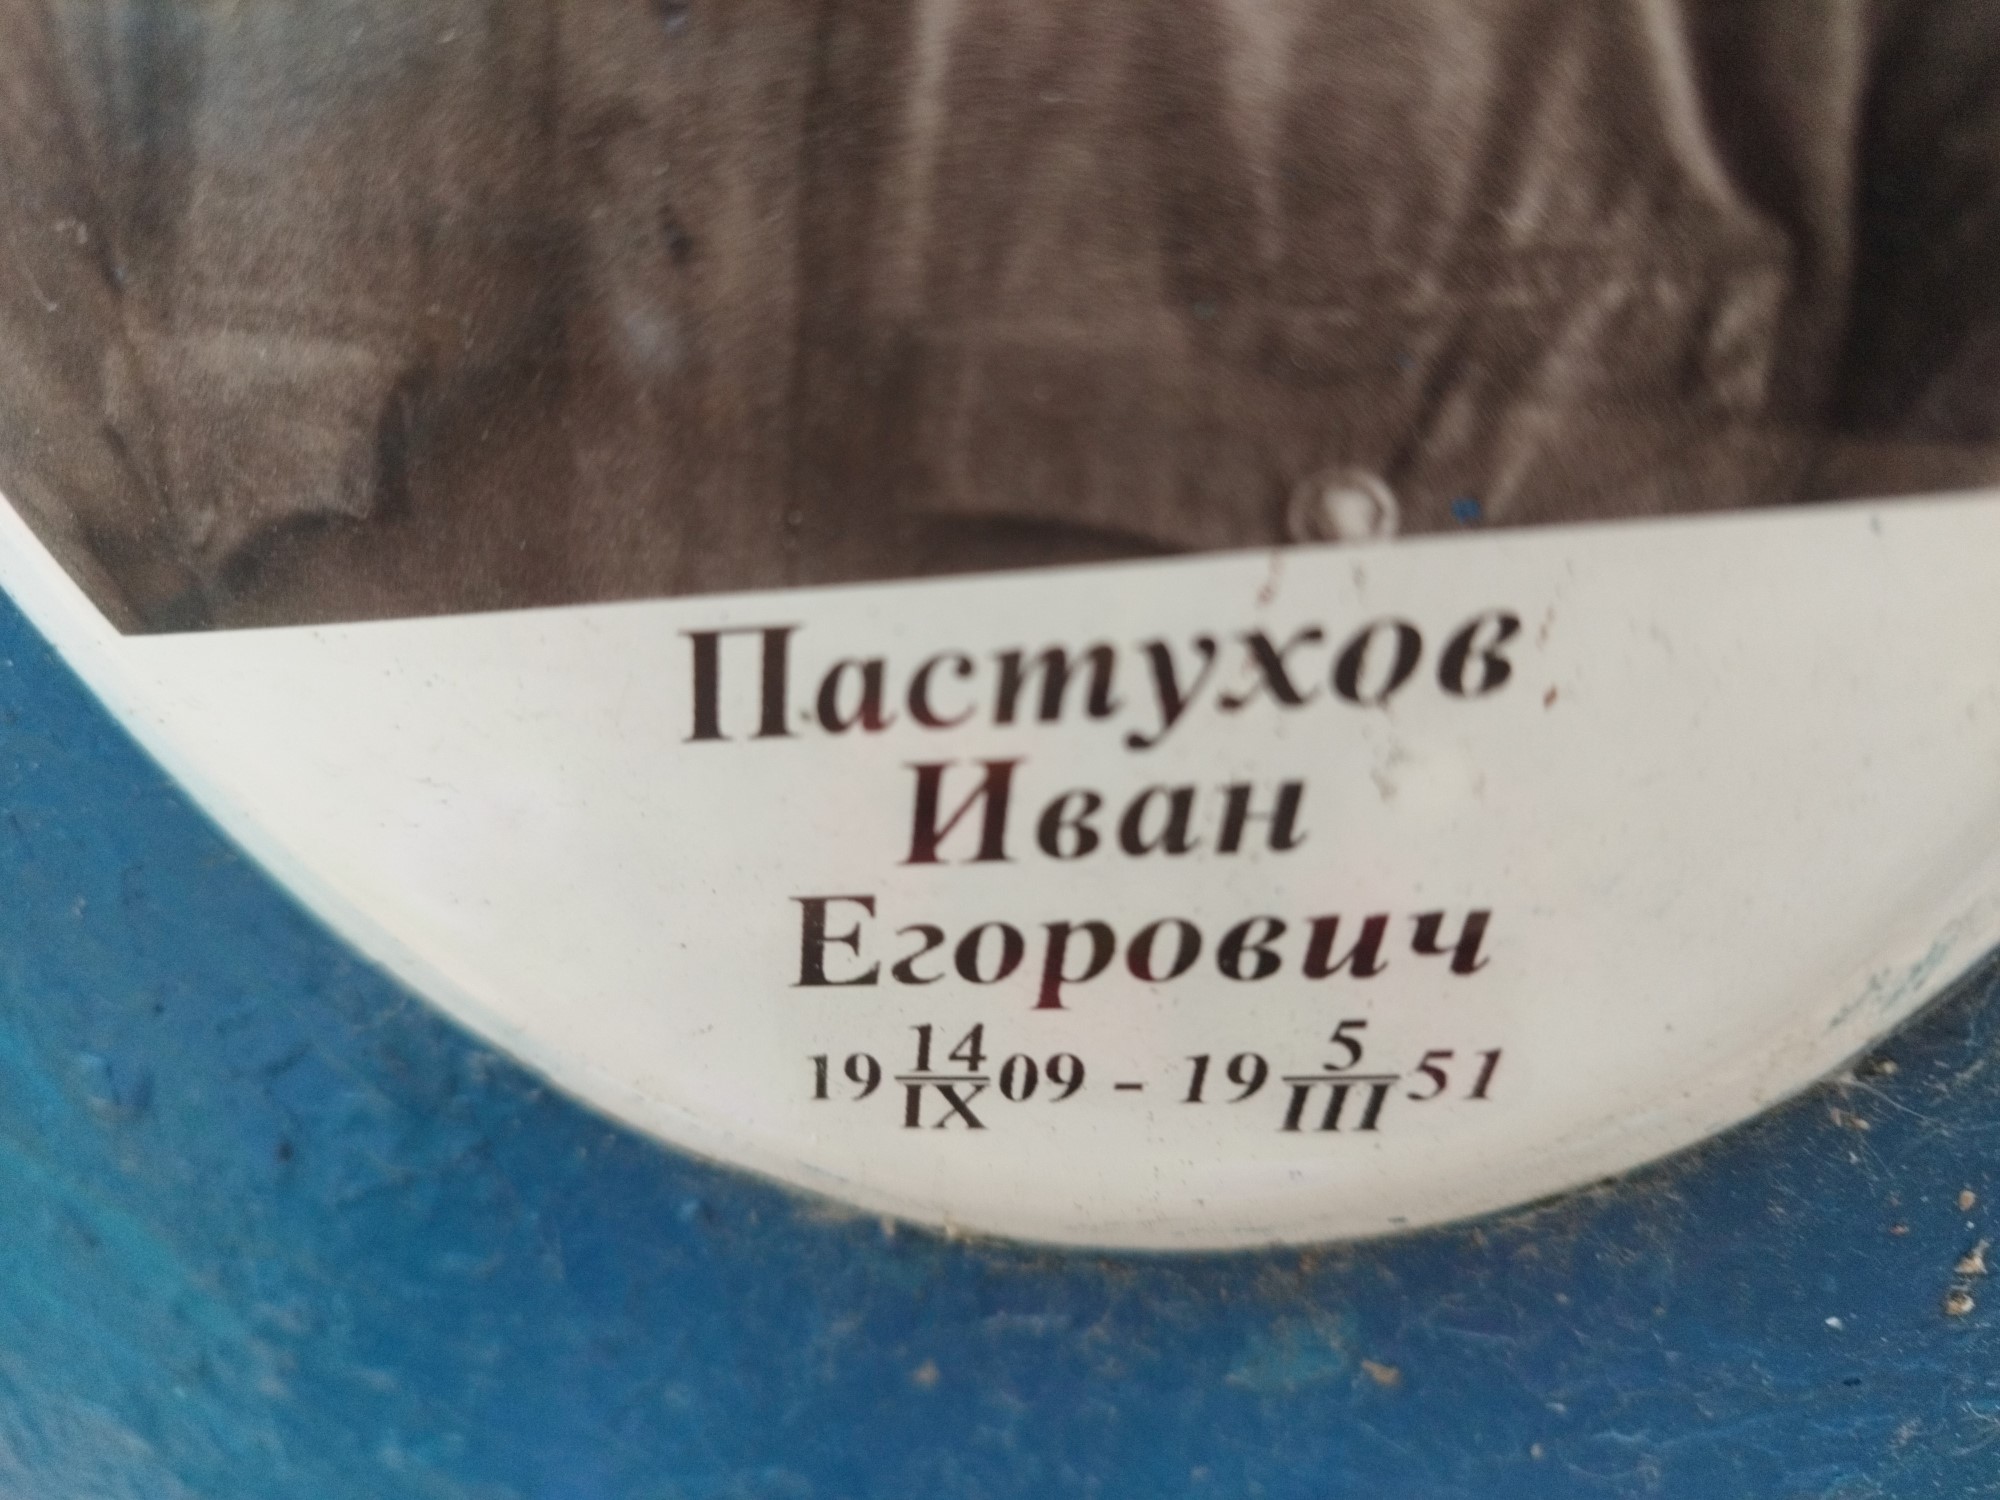 Пастухов
Иван
Егорович
19 14/IX 09 - 19 5/III 51